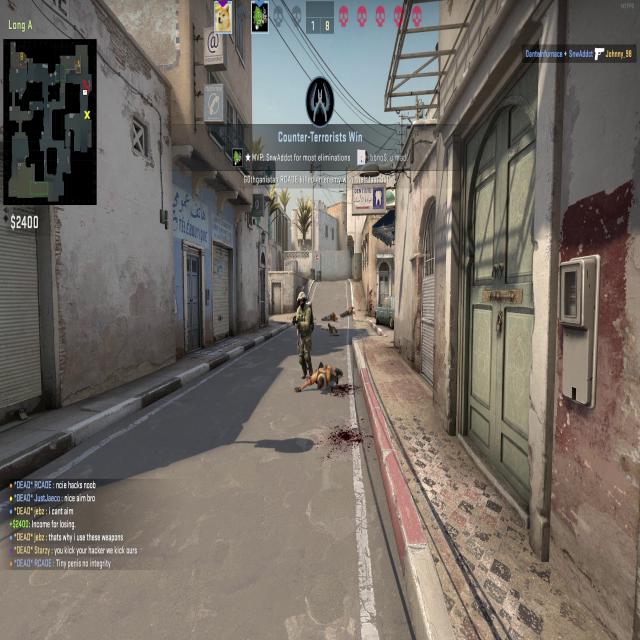 Long A
1 8
Danteinfurnace + SnwAddct Johnny_98
Counter-Terrorists Win
★ MVP: SnwAddct for most eliminations
$2400
*DEAD* RCADE : ncie hacks noob
*DEAD* JustJaeco : nice aim bro
*DEAD* jebz : i cant aim
+$2400: Income for losing.
*DEAD* jebz : thats why i use these weapons
*DEAD* Starzy : you kick your hacker we kick ours
*DEAD* RCADE : Tiny penis no integrity